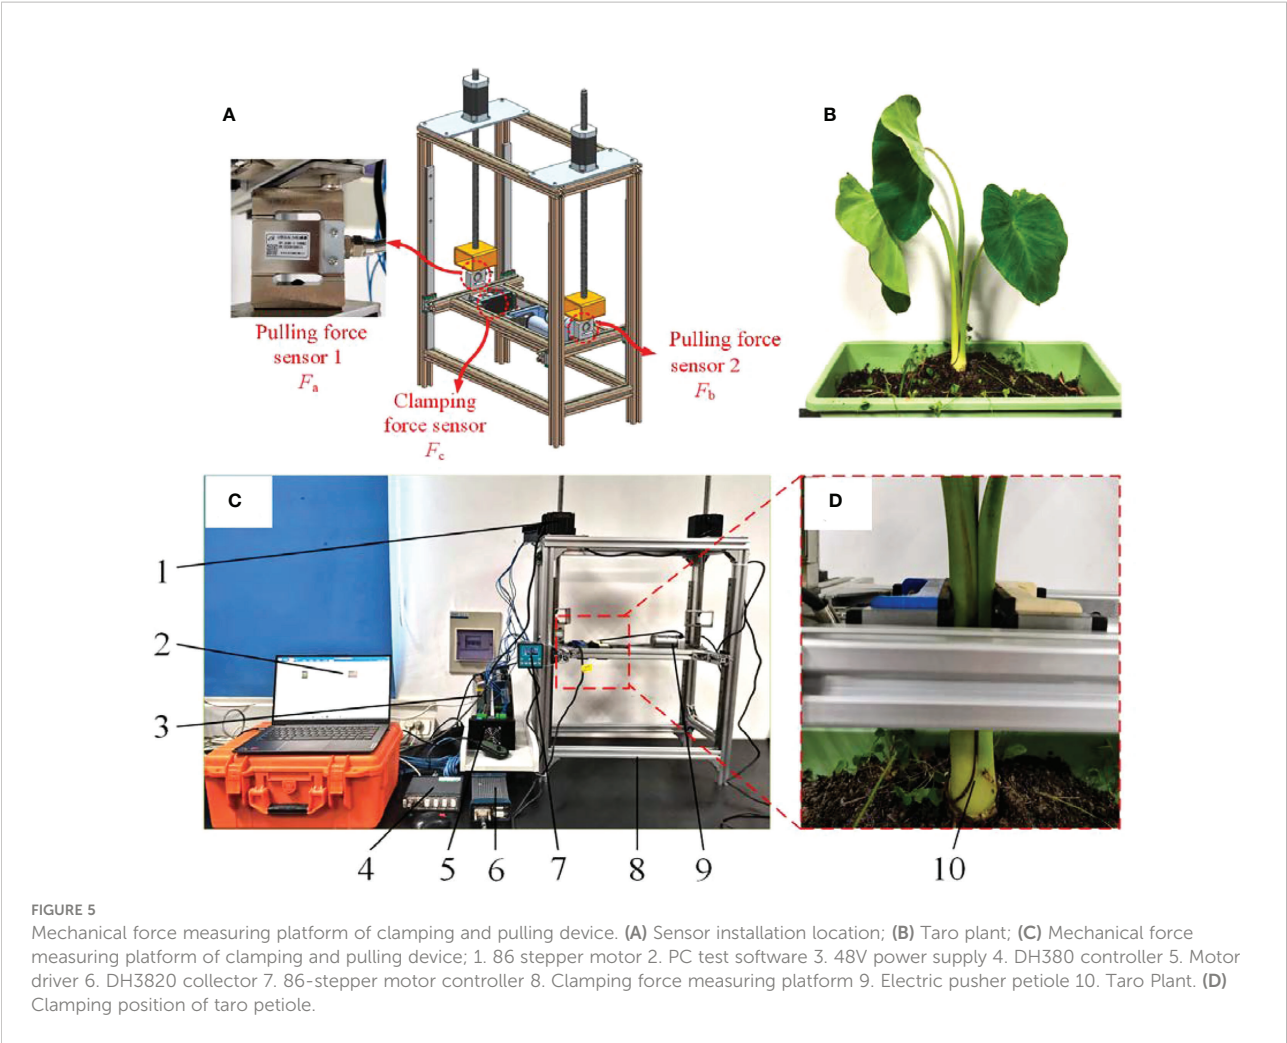 A
B
Pulling force
sensor 1
Fa
Pulling force
sensor 2
Fb
Clamping
force sensor
Fc
C
D
1
2
3
4
5
6
7
8
9
10
FIGURE 5
Mechanical force measuring platform of clamping and pulling device. (A) Sensor installation location; (B) Taro plant; (C) Mechanical force
measuring platform of clamping and pulling device; 1. 86 stepper motor 2. PC test software 3. 48V power supply 4. DH380 controller 5. Motor
driver 6. DH3820 collector 7. 86-stepper motor controller 8. Clamping force measuring platform 9. Electric pusher petiole 10. Taro Plant. (D)
Clamping position of taro petiole.